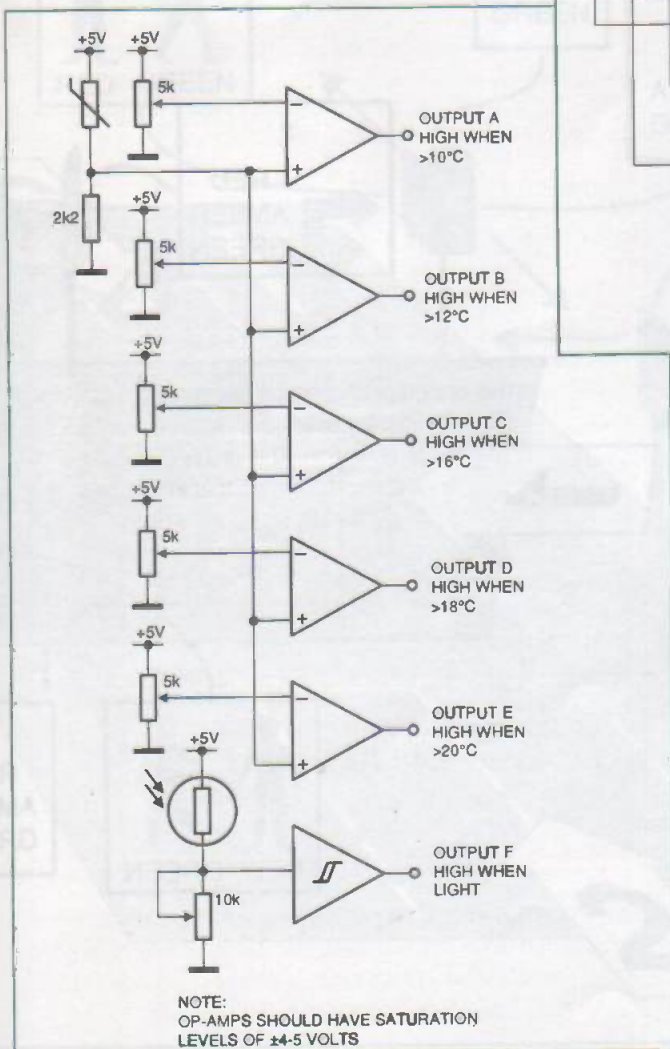 +5V +5V
5k
OUTPUT A
HIGH WHEN
>10°C
−
+
2k2
+5V
5k
OUTPUT B
HIGH WHEN
>12°C
−
+
+5V
5k
OUTPUT C
HIGH WHEN
>16°C
−
+
+5V
5k
OUTPUT D
HIGH WHEN
>18°C
−
+
+5V
5k
OUTPUT E
HIGH WHEN
>20°C
−
+
+5V
OUTPUT F
HIGH WHEN
LIGHT
10k
NOTE:
OP-AMPS SHOULD HAVE SATURATION
LEVELS OF ±4·5 VOLTS